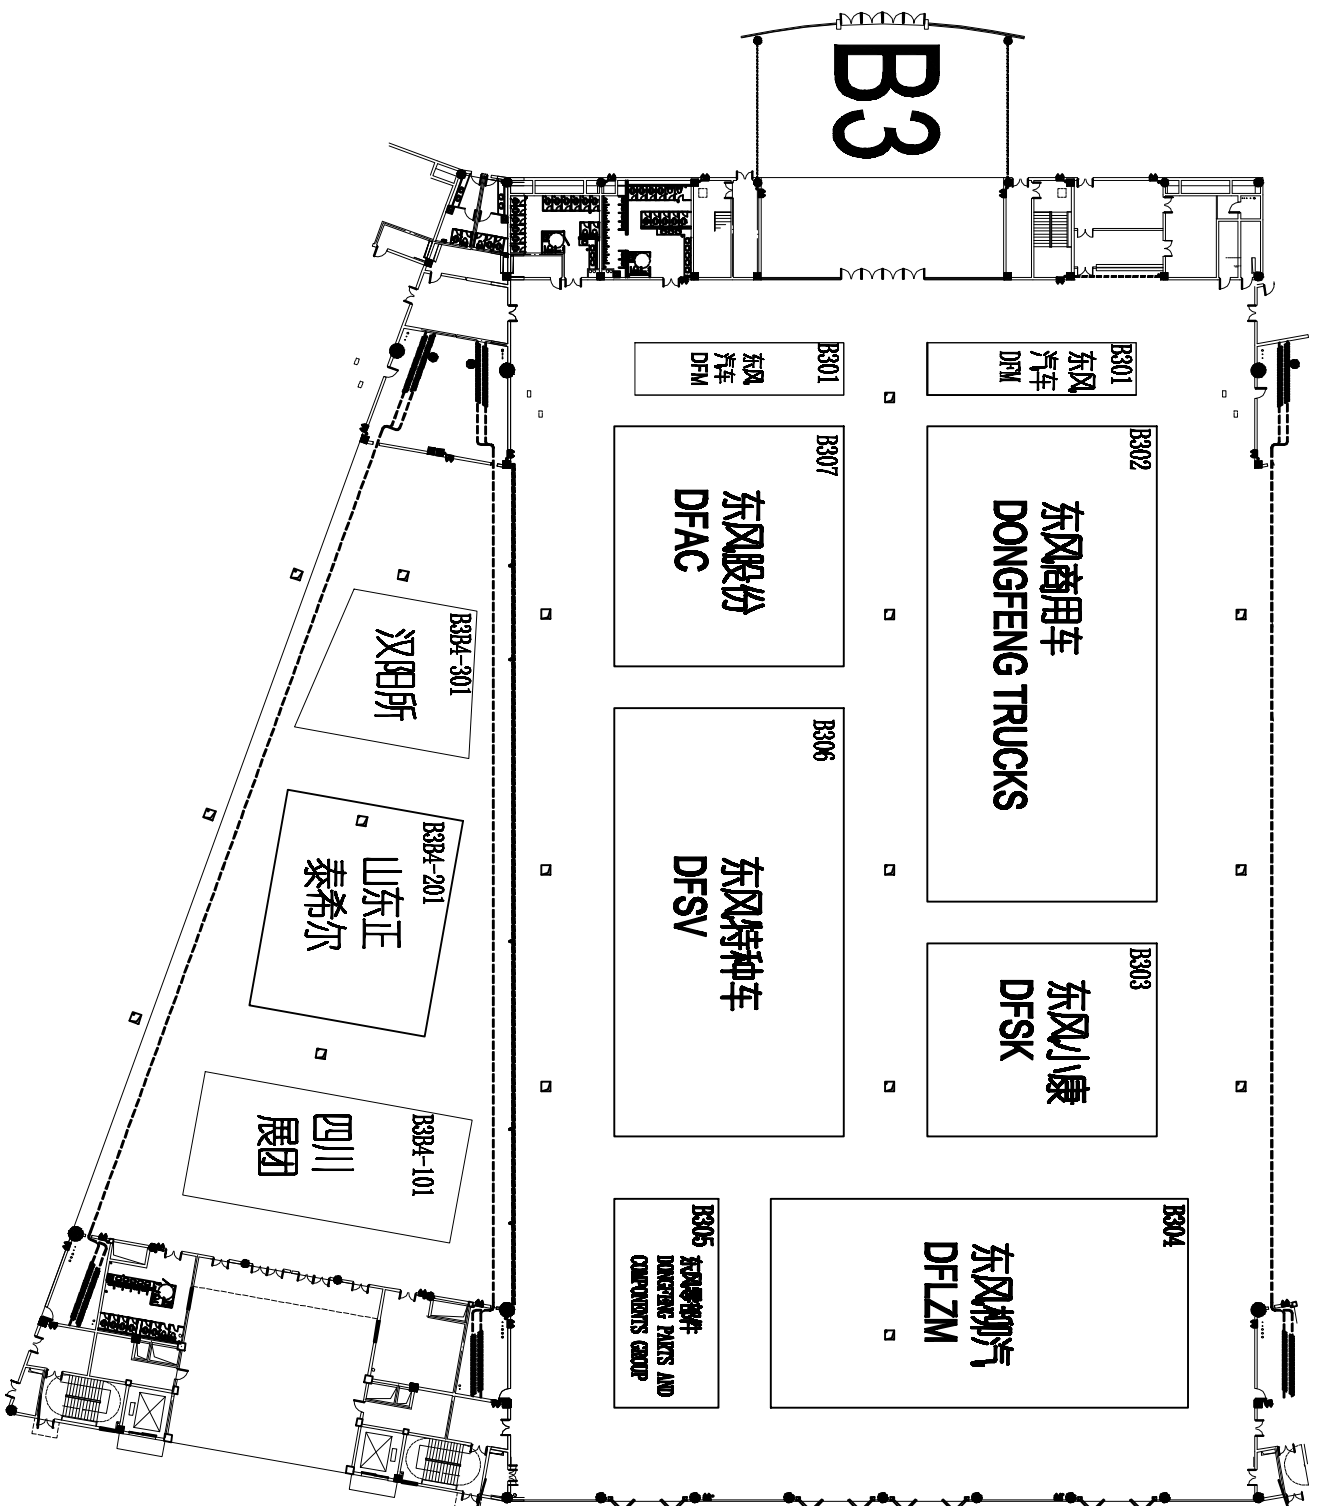 B3
B301
东风
汽车
DFM
B301
东风
汽车
DFM
B307
东风股份
DFAC
B302
东风商用车
DONGFENG TRUCKS
B3B4-301
汉阳所
B306
东风特种车
DFSV
B3B4-201
山东正
泰希尔
B303
东风小康
DFSK
B3B4-101
四川
展团
B305
东风零部件
DONGFENG PARTS AND
COMPONENTS GROUP
B304
东风柳汽
DFLZM